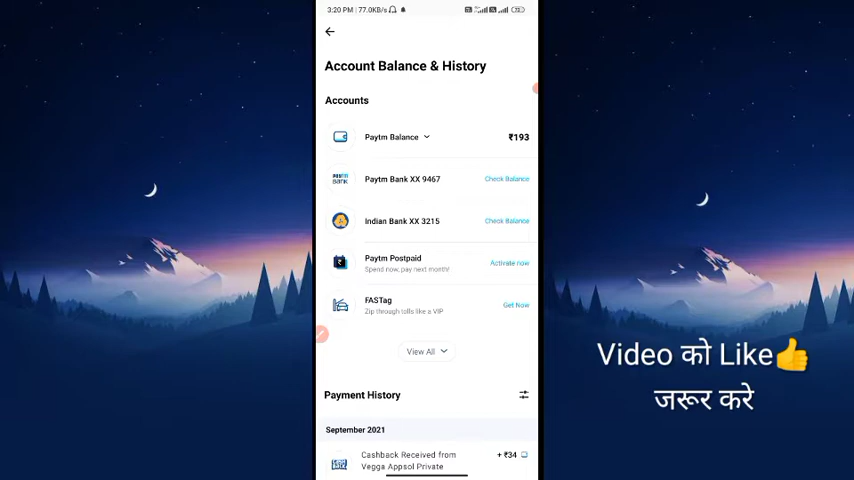 3:20 PM | 77.0KB/s
Account Balance & History
Accounts
Paytm Balance
₹193
Paytm Bank XX 9467
Check Balance
Indian Bank XX 3215
Check Balance
Paytm Postpaid
Spend now, pay next month!
Activate now
FASTag
Zip through tolls like a VIP
Get Now
View All
Payment History
September 2021
Cashback Received from
Vegga Appsol Private
+ ₹34
Video को Like👍
जरूर करे